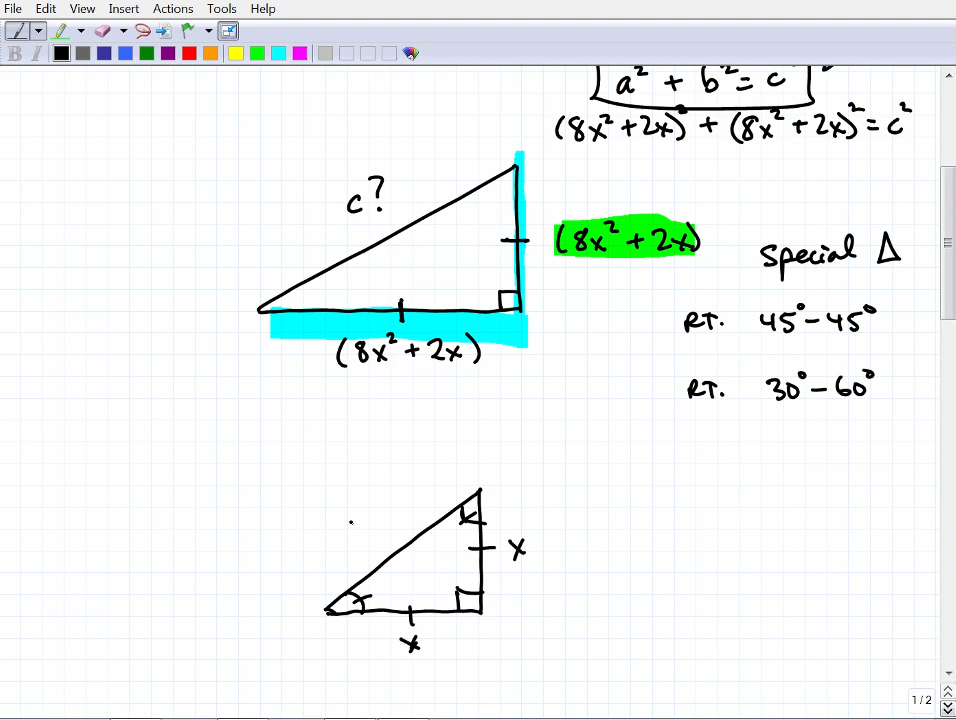 File Edit View Insert Actions Tools Help
B I
a² + b² = c²
(8x² + 2x)² + (8x² + 2x)² = c²
c?
(8x² + 2x)
Special Δ
RT. 45° - 45°
(8x² + 2x)
RT. 30° - 60°
x
x
1 / 2